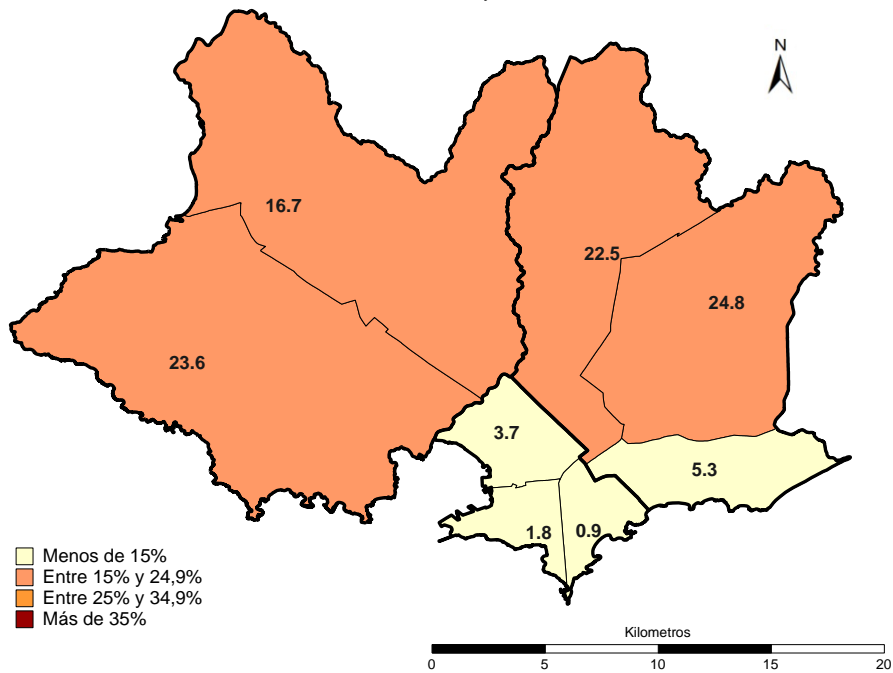 N
16.7
22.5
24.8
23.6
3.7
5.3
1.8
0.9
Menos de 15%
Entre 15% y 24,9%
Entre 25% y 34,9%
Más de 35%
Kilometros
0 5 10 15 20